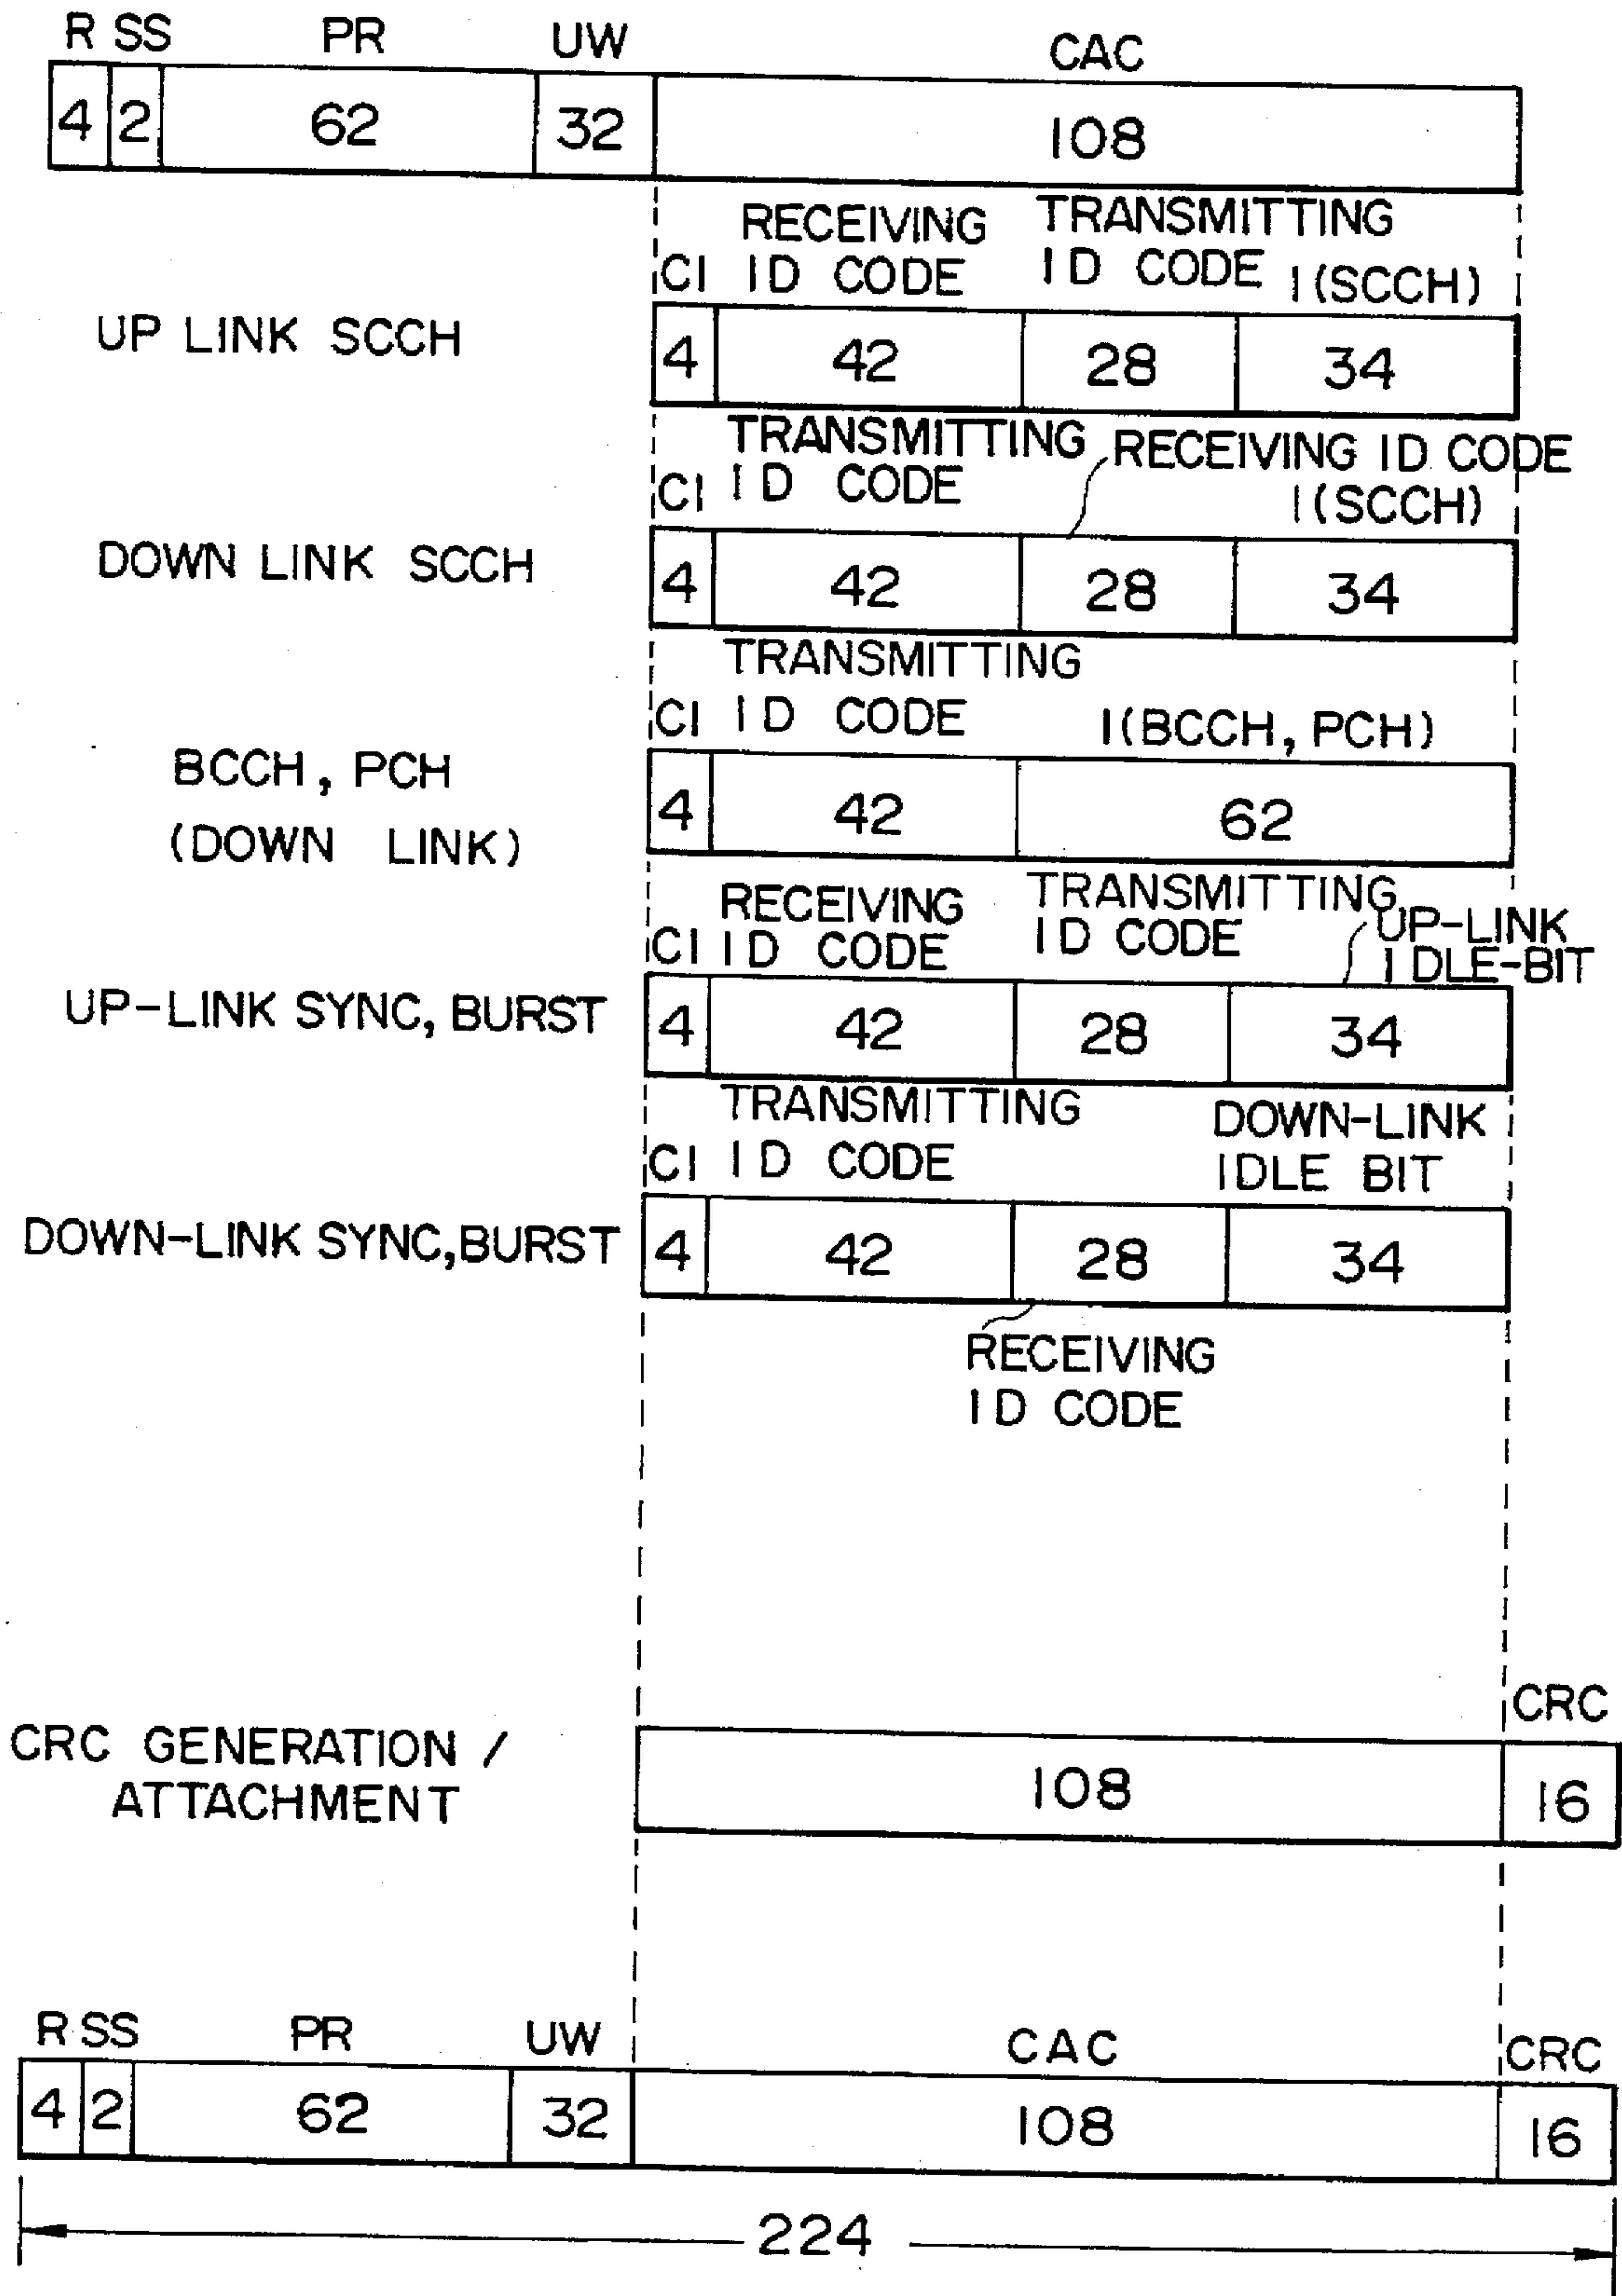 R SS PR UW CAC
4 2 62 32 108
RECEIVING TRANSMITTING
CI ID CODE ID CODE I(SCCH)
UP LINK SCCH 4 42 28 34
TRANSMITTING RECEIVING ID CODE
CI ID CODE I(SCCH)
DOWN LINK SCCH 4 42 28 34
TRANSMITTING
CI ID CODE I(BCCH, PCH)
BCCH, PCH
(DOWN LINK) 4 42 62
RECEIVING TRANSMITTING UP-LINK
CI ID CODE ID CODE IDLE-BIT
UP-LINK SYNC, BURST 4 42 28 34
TRANSMITTING DOWN-LINK
CI ID CODE IDLE BIT
DOWN-LINK SYNC, BURST 4 42 28 34
RECEIVING
ID CODE
CRC
CRC GENERATION /
ATTACHMENT 108 16
R SS PR UW CAC CRC
4 2 62 32 108 16
224